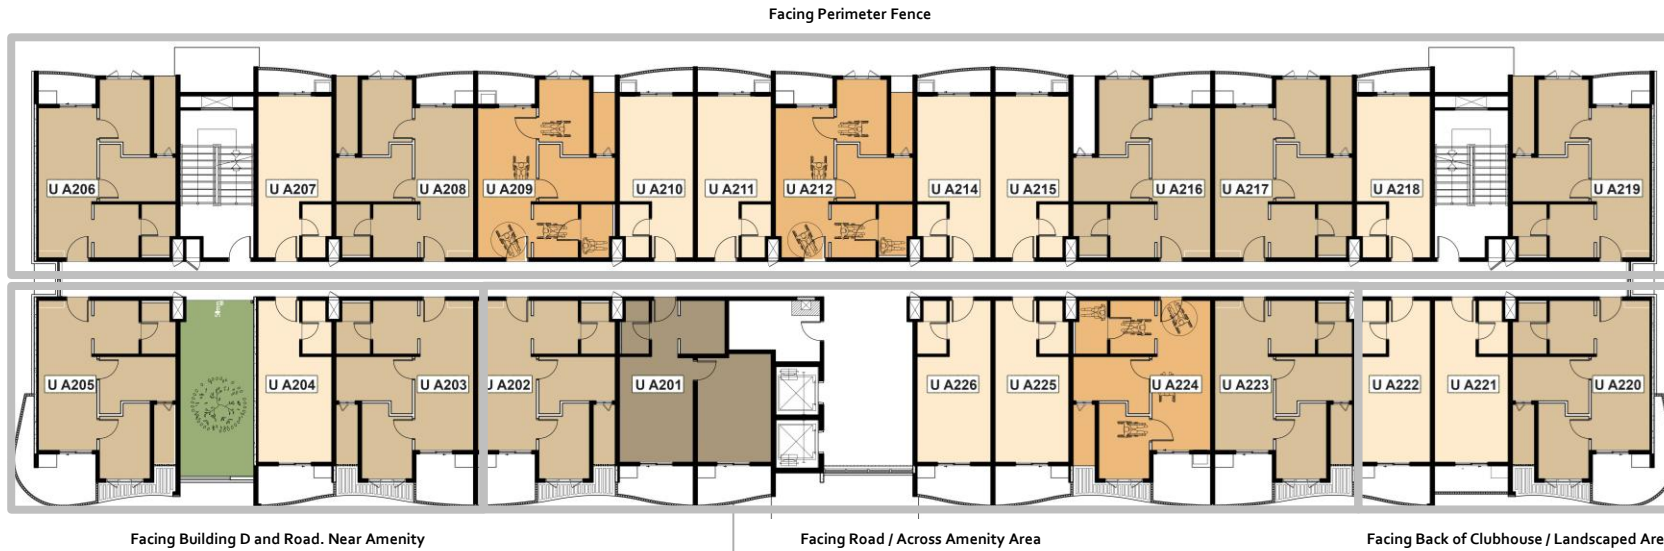 Facing Perimeter Fence
U A206 U A207 U A208 U A209 U A210 U A211 U A212 U A214 U A215 U A216 U A217 U A218 U A219
U A205 U A204 U A203 U A202 U A201 U A226 U A225 U A224 U A223 U A222 U A221 U A220
Facing Building D and Road. Near Amenity Facing Road / Across Amenity Area Facing Back of Clubhouse / Landscaped Are